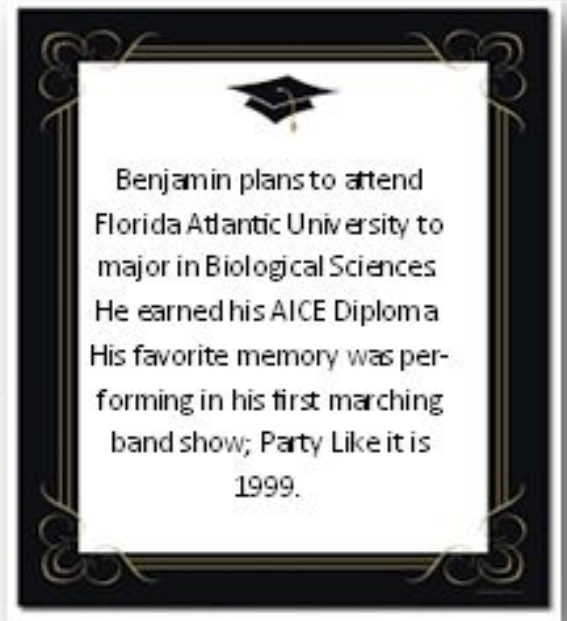 Benjamin plans to attend
Florida Atlantic University to
major in Biological Sciences
He earned his AICE Diploma
His favorite memory was per-
forming in his first marching
band show; Party Like it is
1999.